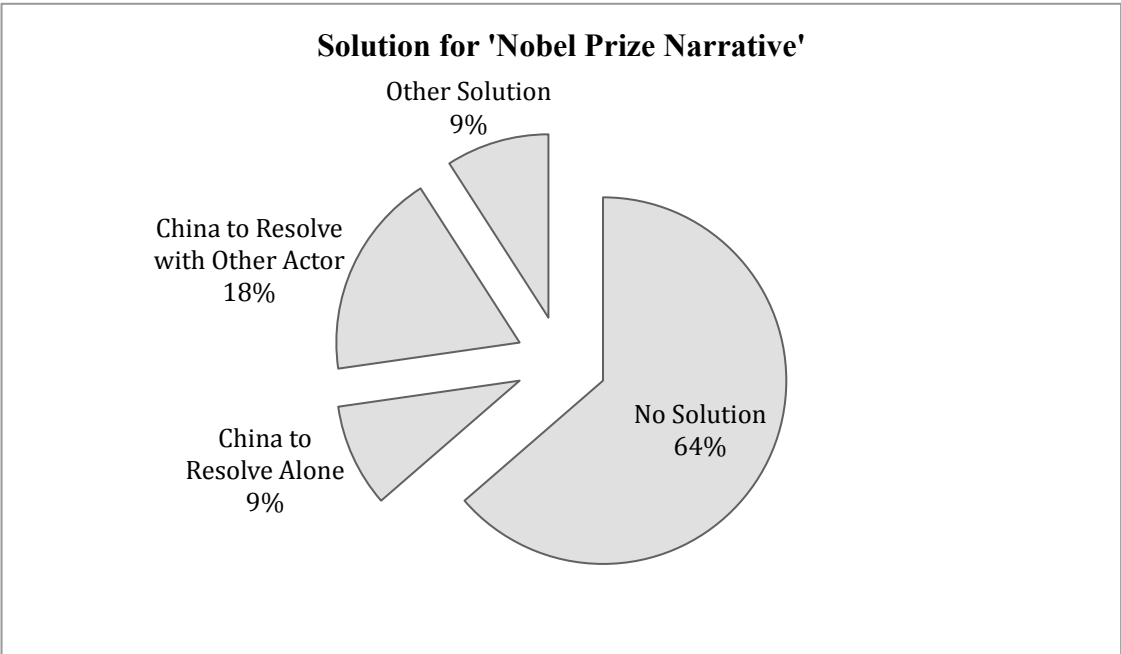 Solution for 'Nobel Prize Narrative'
Other Solution
9%
China to Resolve
with Other Actor
18%
No Solution
64%
China to
Resolve Alone
9%